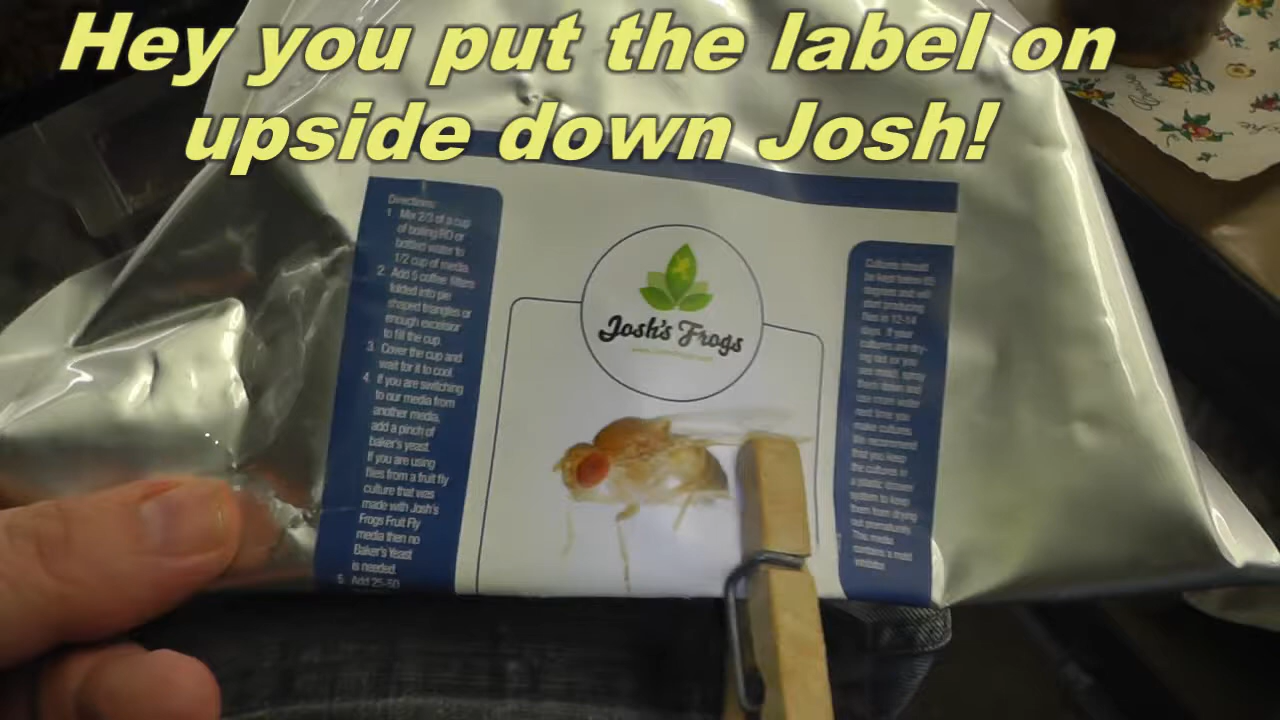 Hey you put the label on
upside down Josh!
Directions:
1. Mix 2/3 of a cup
of boiling RO or
bottled water to
1/2 cup of media.
2. Add 5 coffee filters
folded into pie
shaped triangles or
enough excelsior
to fill the cup.
3. Cover the cup and
wait for it to cool.
4. If you are switching
to our media from
another media,
add a pinch of
baker's yeast.
If you are using
flies from a fruit fly
culture that was
made with Josh's
Frogs Fruit Fly
media then no
Baker's Yeast
is needed.
5. Add 25-50
Josh's Frogs
Cultures should
be kept below 85
degrees and will
start producing
flies in 12-14
days. If your
cultures are dry-
ing out (or you
see mold), spray
them down and
use more water
next time you
make cultures.
We recommend
that you keep
the cultures in
a plastic drawer
system to keep
them from drying
out prematurely.
This media
contains a mold
inhibitor.